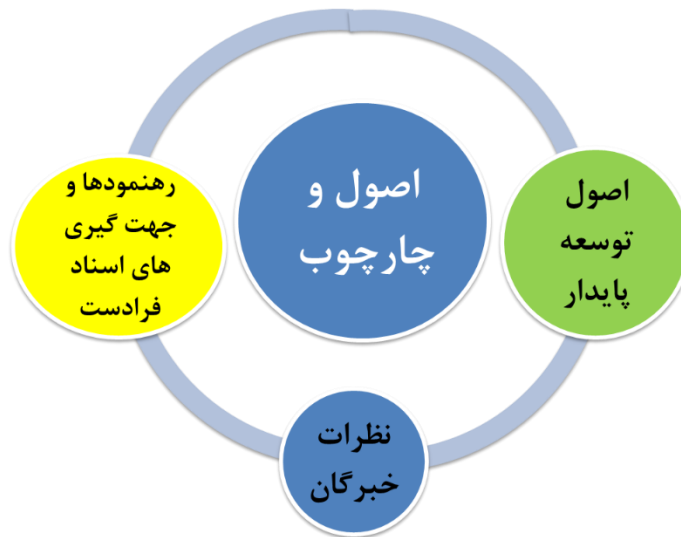 اصول و
چارچوب
اصول
توسعه
پایدار
نظرات
خبرگان
رهنمودها و
جهت گیری
های اسناد
فرادست